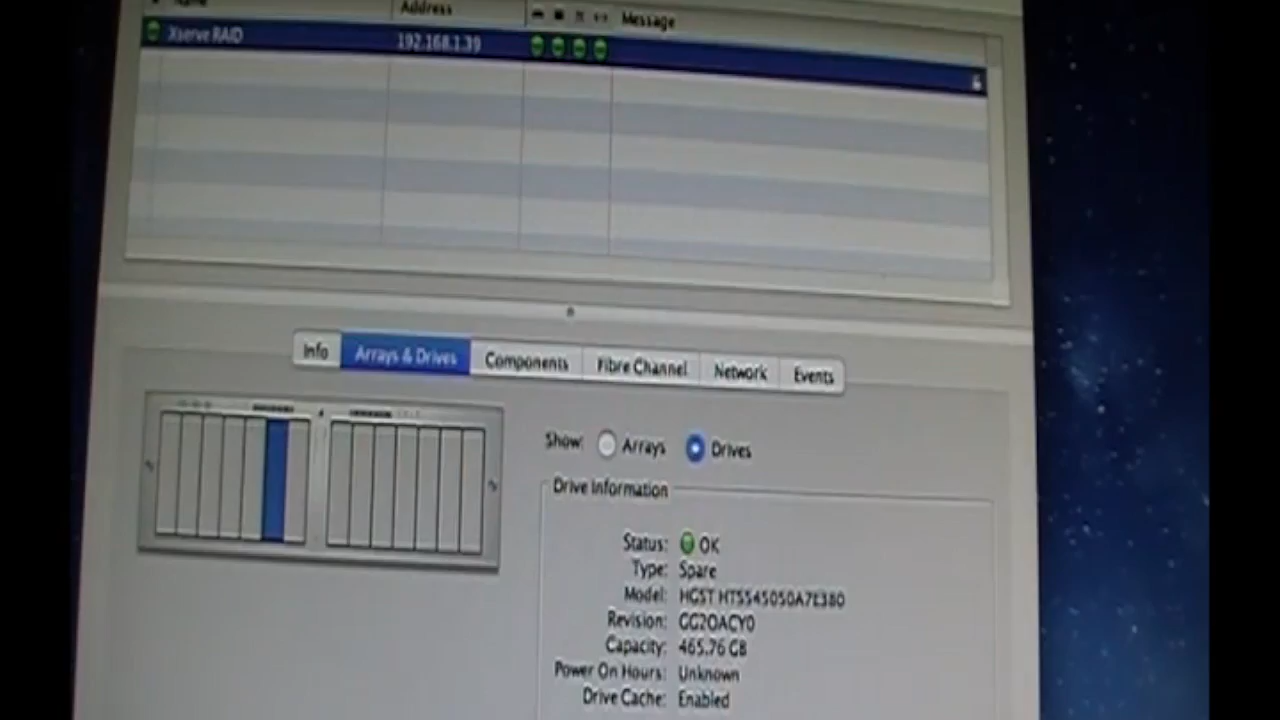 Name Address Message
Xserve RAID 192.168.1.39
Info Arrays & Drives Components Fibre Channel Network Events
Show: Arrays Drives
Drive Information
Status: OK
Type: Spare
Model: HGST HTS545050A7E380
Revision: GG2OACY0
Capacity: 465.76 GB
Power On Hours: Unknown
Drive Cache: Enabled